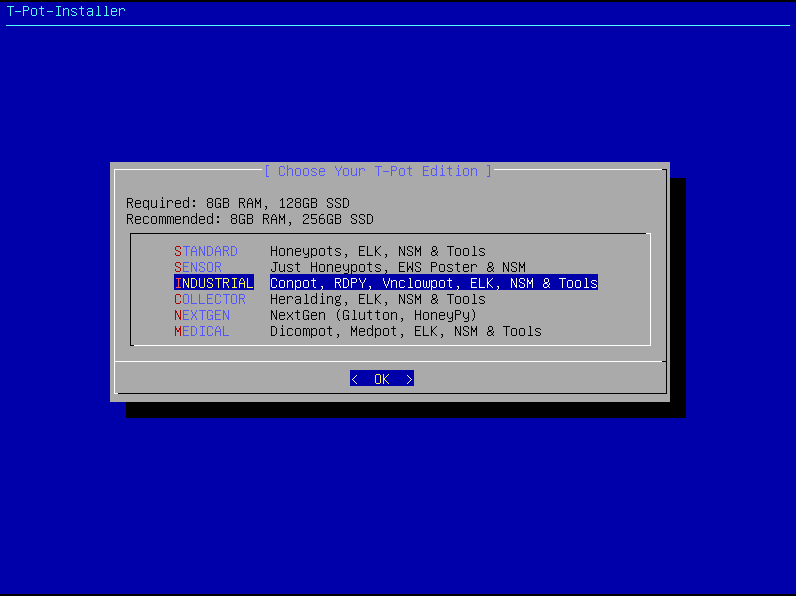 T-Pot-Installer
[ Choose Your T-Pot Edition ]
Required: 8GB RAM, 128GB SSD
Recommended: 8GB RAM, 256GB SSD
STANDARD Honeypots, ELK, NSM & Tools
SENSOR Just Honeypots, EWS Poster & NSM
INDUSTRIAL Conpot, RDPY, Vnclowpot, ELK, NSM & Tools
COLLECTOR Heralding, ELK, NSM & Tools
NEXTGEN NextGen (Glutton, HoneyPy)
MEDICAL Dicompot, Medpot, ELK, NSM & Tools
< OK >